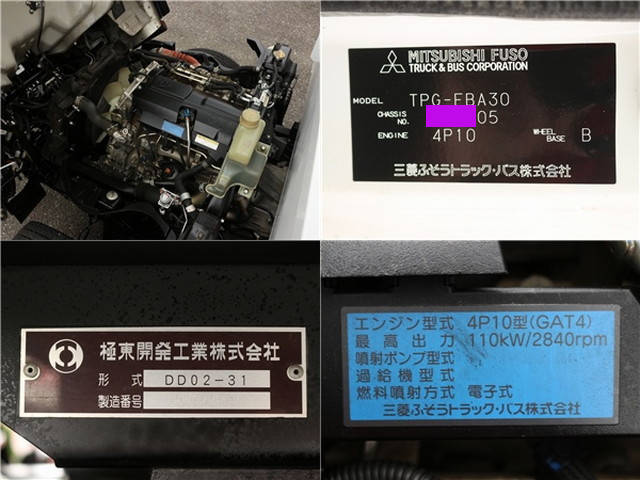 MITSUBISHI FUSO
TRUCK & BUS CORPORATION
MODEL TPG-FBA30
CHASSIS NO. 05
ENGINE 4P10 WHEEL BASE B
三菱ふそうトラック・バス株式会社
極東開発工業株式会社
形 式 DD02-31
製造番号
エンジン型式 4P10型(GAT4)
最高出力 110kW/2840rpm
噴射ポンプ型式
過給機型式
燃料噴射方式 電子式
三菱ふそうトラック・バス株式会社